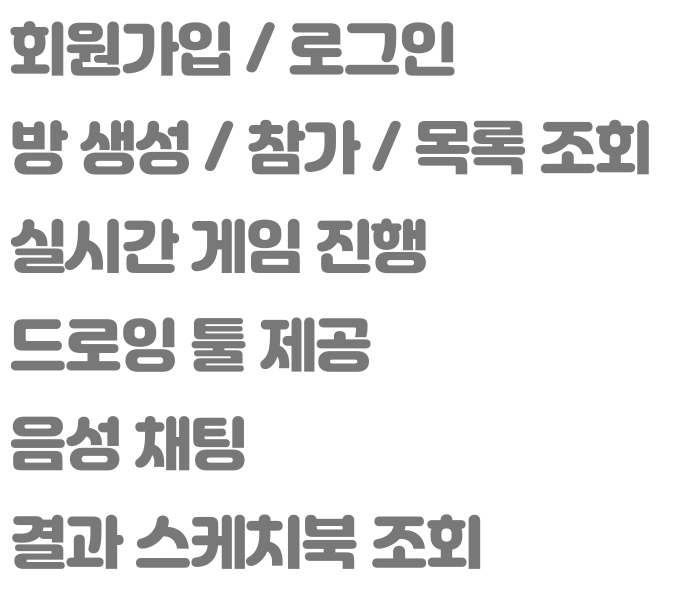 회원가입 / 로그인
방 생성 / 참가 / 목록 조회
실시간 게임 진행
드로잉 툴 제공
음성 채팅
결과 스케치북 조회